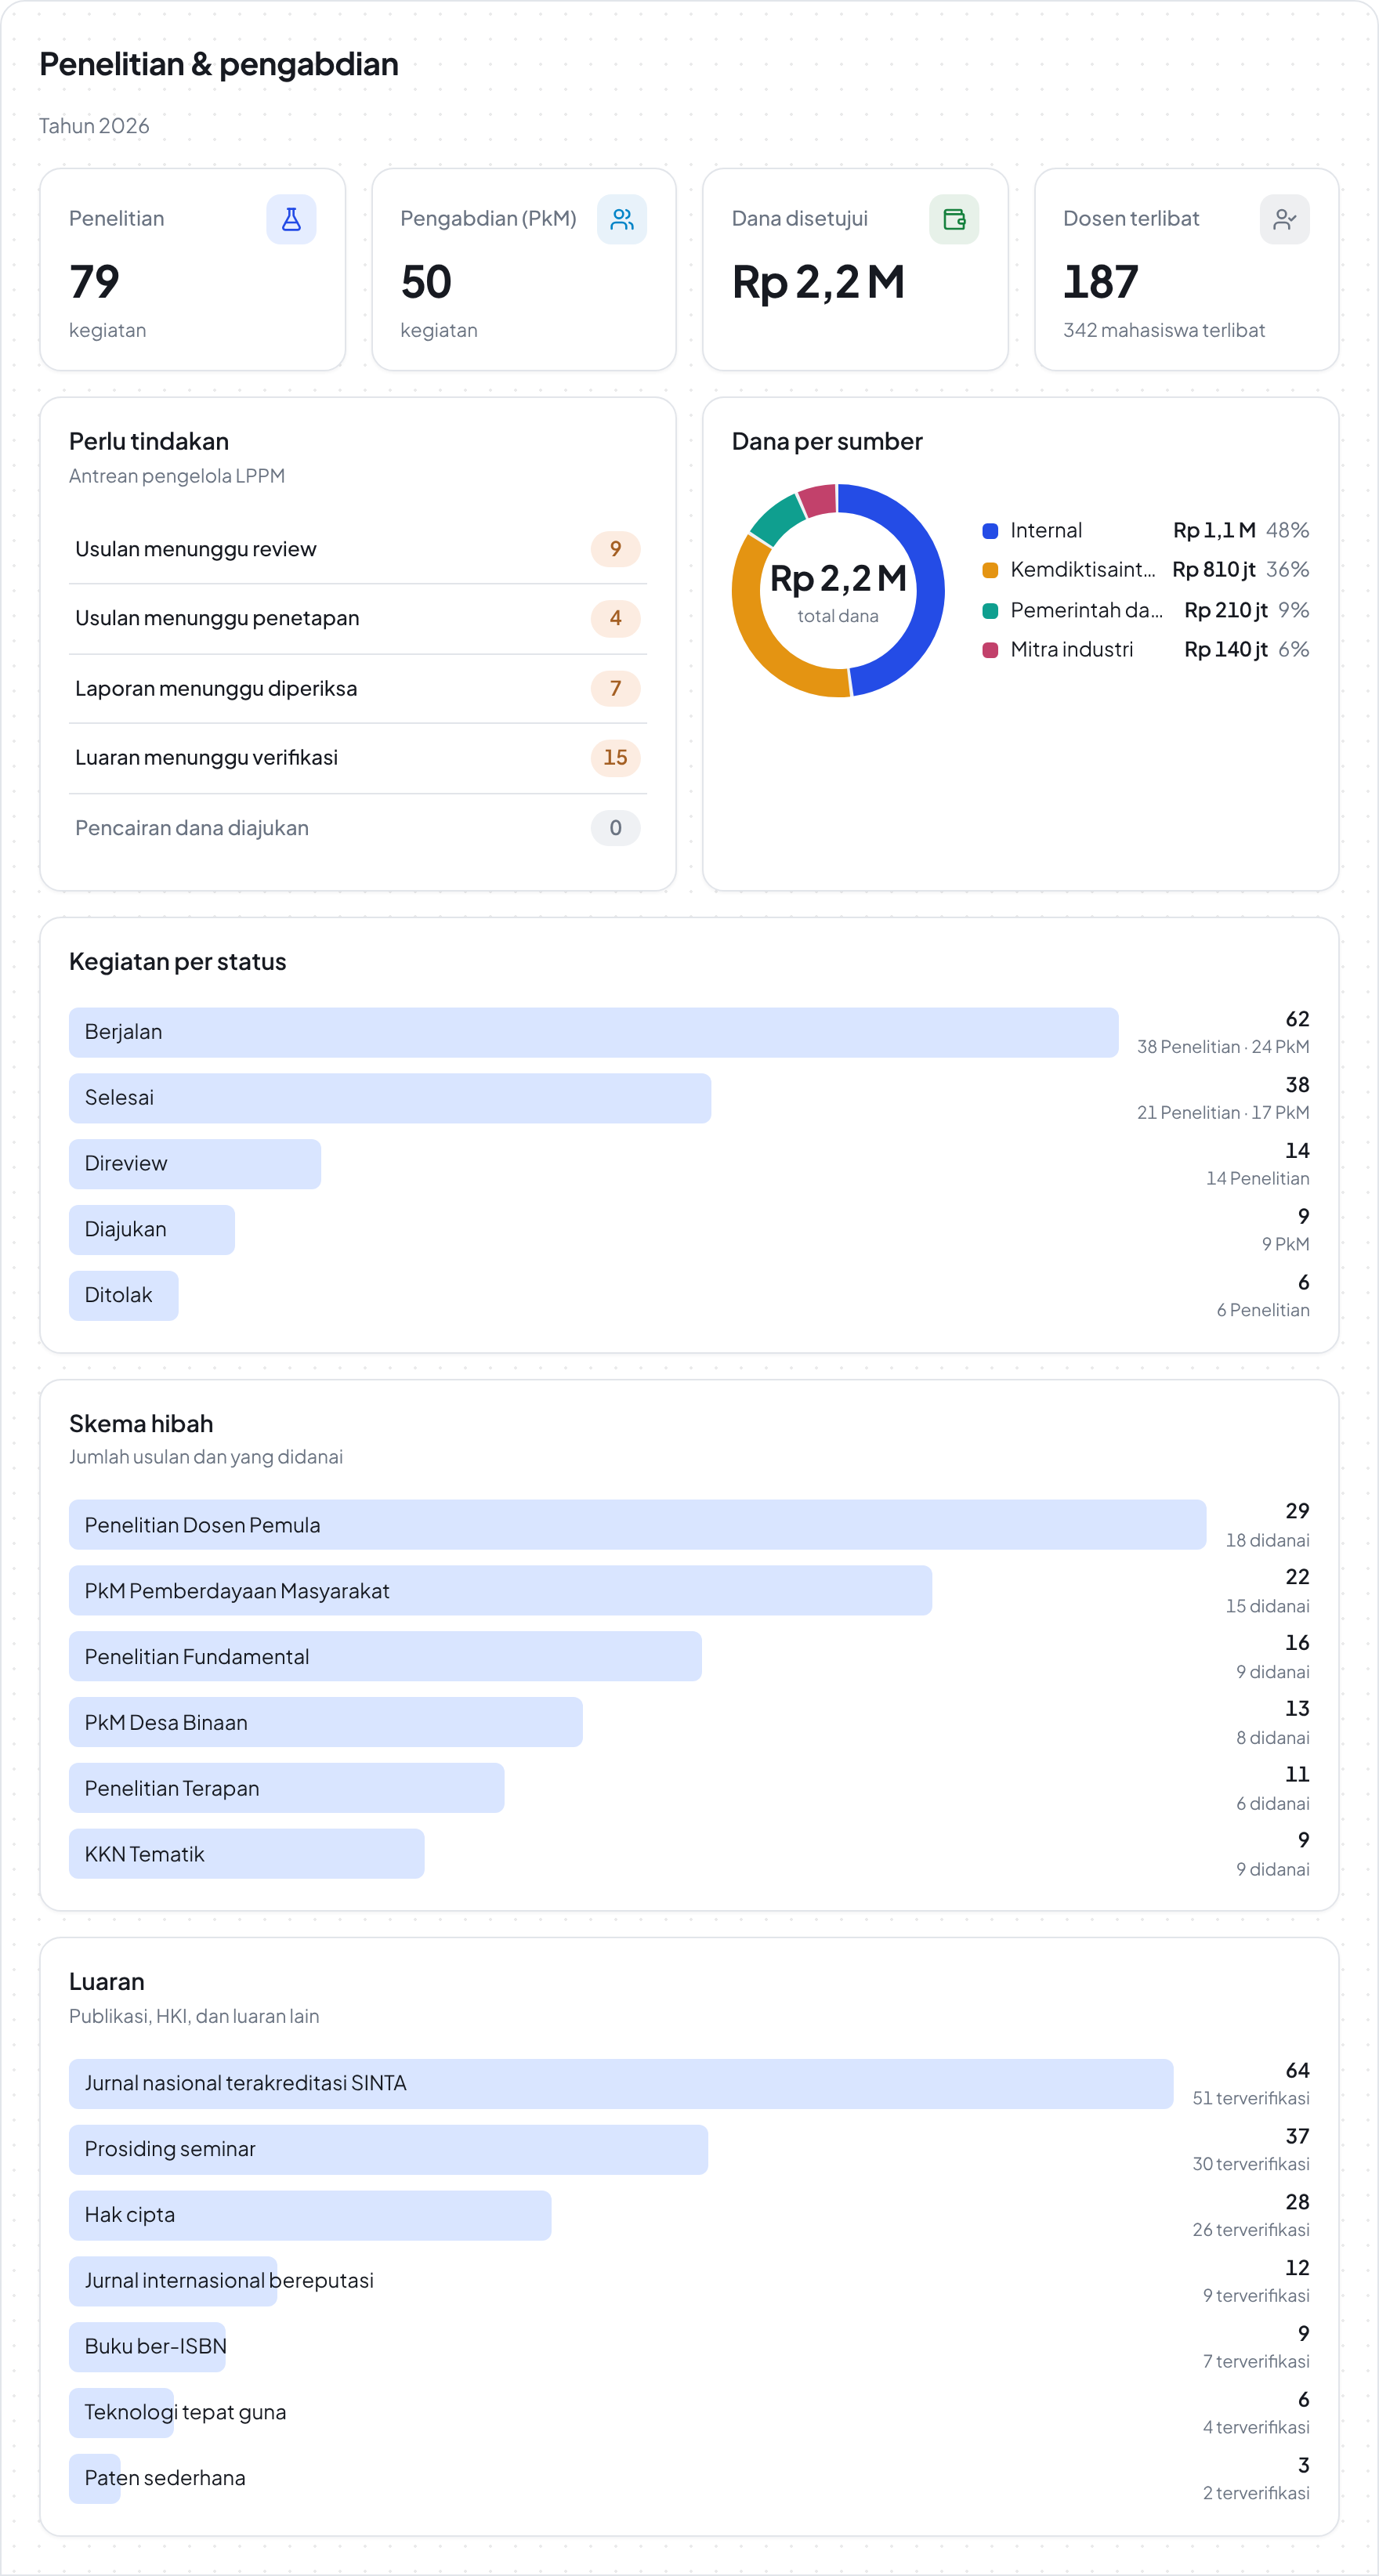 Penelitian & pengabdian
Tahun 2026
Penelitian
79
kegiatan
Pengabdian (PkM)
50
kegiatan
Dana disetujui
Rp 2,2 M
Dosen terlibat
187
342 mahasiswa terlibat
Perlu tindakan
Antrean pengelola LPPM
Usulan menunggu review 9
Usulan menunggu penetapan 4
Laporan menunggu diperiksa 7
Luaran menunggu verifikasi 15
Pencairan dana diajukan 0
Dana per sumber
Rp 2,2 M
total dana
Internal Rp 1,1 M 48%
Kemdiktisaint... Rp 810 jt 36%
Pemerintah da... Rp 210 jt 9%
Mitra industri Rp 140 jt 6%
Kegiatan per status
Berjalan 62
38 Penelitian · 24 PkM
Selesai 38
21 Penelitian · 17 PkM
Direview 14
14 Penelitian
Diajukan 9
9 PkM
Ditolak 6
6 Penelitian
Skema hibah
Jumlah usulan dan yang didanai
Penelitian Dosen Pemula 29
18 didanai
PkM Pemberdayaan Masyarakat 22
15 didanai
Penelitian Fundamental 16
9 didanai
PkM Desa Binaan 13
8 didanai
Penelitian Terapan 11
6 didanai
KKN Tematik 9
9 didanai
Luaran
Publikasi, HKI, dan luaran lain
Jurnal nasional terakreditasi SINTA 64
51 terverifikasi
Prosiding seminar 37
30 terverifikasi
Hak cipta 28
26 terverifikasi
Jurnal internasional bereputasi 12
9 terverifikasi
Buku ber-ISBN 9
7 terverifikasi
Teknologi tepat guna 6
4 terverifikasi
Paten sederhana 3
2 terverifikasi